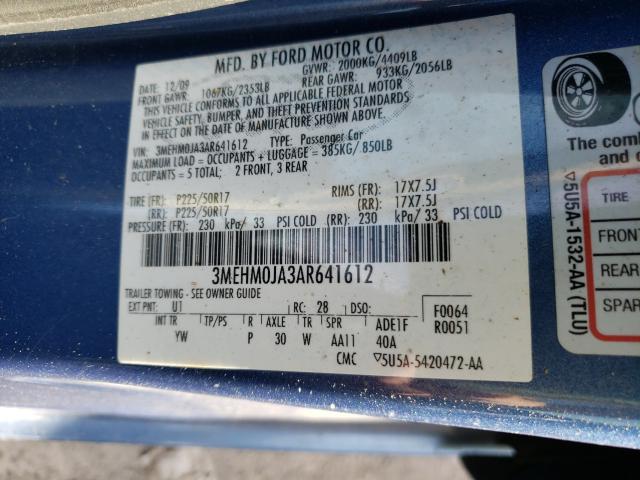 MFD. BY FORD MOTOR CO.
DATE: 12/09 GVWR: 2000KG/4409LB
FRONT GAWR: 1067KG/2353LB REAR GAWR: 933KG/2056LB
THIS VEHICLE CONFORMS TO ALL APPLICABLE FEDERAL MOTOR
VEHICLE SAFETY, BUMPER, AND THEFT PREVENTION STANDARDS
IN EFFECT ON THE DATE OF MANUFACTURE SHOWN ABOVE.
VIN: 3MEHM0JA3AR641612 TYPE: Passenger Car
MAXIMUM LOAD = OCCUPANTS + LUGGAGE = 385KG/850LB
OCCUPANTS = 5 TOTAL: 2 FRONT, 3 REAR
TIRE (FR): P225/50R17 RIMS (FR): 17X7.5J
(RR): P225/50R17 (RR): 17X7.5J
PRESSURE (FR): 230 kPa/ 33 PSI COLD (RR): 230 kPa/ 33 PSI COLD
3MEHM0JA3AR641612
TRAILER TOWING - SEE OWNER GUIDE
EXT PNT: U1 RC: 28 DSO: F0064
R0051
INT TR TP/PS R AXLE TR SPR ADE1F
YW P 30 W AA11 40A
CMC ▽5U5A-5420472-AA
The combi
and c
▽5U5A-1532-AA (TLU)
TIRE
FRON
REAR
SPAR